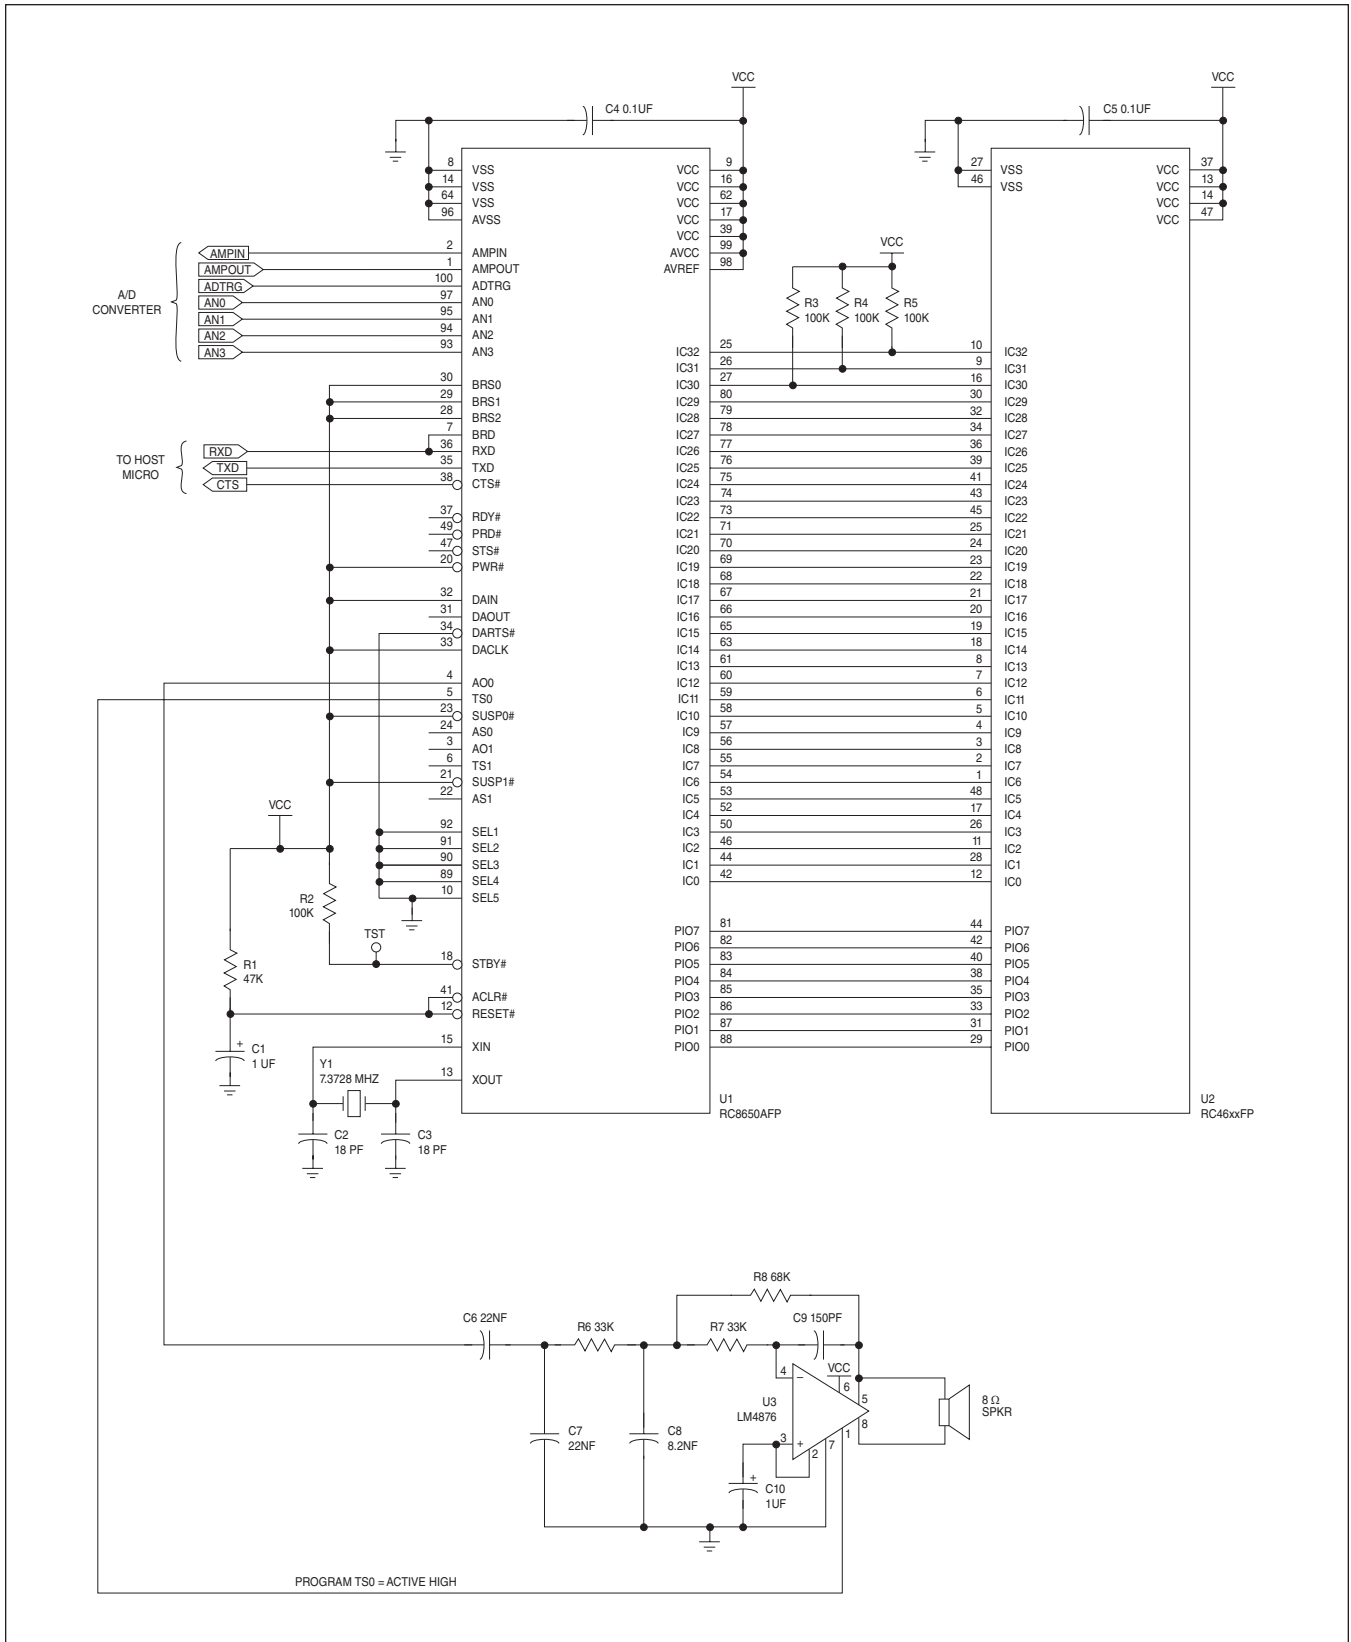 VCC
VCC
C4 0.1UF
C5 0.1UF
8 VSS
14 VSS
64 VSS
96 AVSS
VCC 9
VCC 16
VCC 62
VCC 17
VCC 39
AVCC 99
AVREF 98
27 VSS
46 VSS
VCC 37
VCC 13
VCC 14
VCC 47
A/D
CONVERTER
AMPIN 2 AMPIN
AMPOUT 1 AMPOUT
ADTRG 100 ADTRG
AN0 97 AN0
AN1 95 AN1
AN2 94 AN2
AN3 93 AN3
VCC
R3
100K
R4
100K
R5
100K
30 BRS0
29 BRS1
28 BRS2
7 BRD
TO HOST
MICRO
RXD 36 RXD
TXD 35 TXD
CTS 38 CTS#
37 RDY#
49 PRD#
47 STS#
20 PWR#
32 DAIN
31 DAOUT
34 DARTS#
33 DACLK
4 AO0
5 TS0
23 SUSP0#
24 AS0
3 AO1
6 TS1
21 SUSP1#
22 AS1
92 SEL1
91 SEL2
90 SEL3
89 SEL4
10 SEL5
18 STBY#
41 ACLR#
12 RESET#
15 XIN
13 XOUT
IC32 25 10 IC32
IC31 26 9 IC31
IC30 27 16 IC30
IC29 80 30 IC29
IC28 79 32 IC28
IC27 78 34 IC27
IC26 77 36 IC26
IC25 76 39 IC25
IC24 75 41 IC24
IC23 74 43 IC23
IC22 73 45 IC22
IC21 71 25 IC21
IC20 70 24 IC20
IC19 69 23 IC19
IC18 68 22 IC18
IC17 67 21 IC17
IC16 66 20 IC16
IC15 65 19 IC15
IC14 63 18 IC14
IC13 61 8 IC13
IC12 60 7 IC12
IC11 59 6 IC11
IC10 58 5 IC10
IC9 57 4 IC9
IC8 56 3 IC8
IC7 55 2 IC7
IC6 54 1 IC6
IC5 53 48 IC5
IC4 52 17 IC4
IC3 50 26 IC3
IC2 46 11 IC2
IC1 44 28 IC1
IC0 42 12 IC0
PIO7 81 44 PIO7
PIO6 82 42 PIO6
PIO5 83 40 PIO5
PIO4 84 38 PIO4
PIO3 85 35 PIO3
PIO2 86 33 PIO2
PIO1 87 31 PIO1
PIO0 88 29 PIO0
VCC
R2
100K
TST
R1
47K
+ C1
1 UF
Y1
7.3728 MHZ
C2
18 PF
C3
18 PF
U1
RC8650AFP
U2
RC46xxFP
R8 68K
C6 22NF
R6 33K
R7 33K
C9 150PF
4 −
VCC
6
U3
LM4876
5
8
1
7
3 +
2
8 Ω
SPKR
C7
22NF
C8
8.2NF
+
C10
1UF
PROGRAM TS0 = ACTIVE HIGH